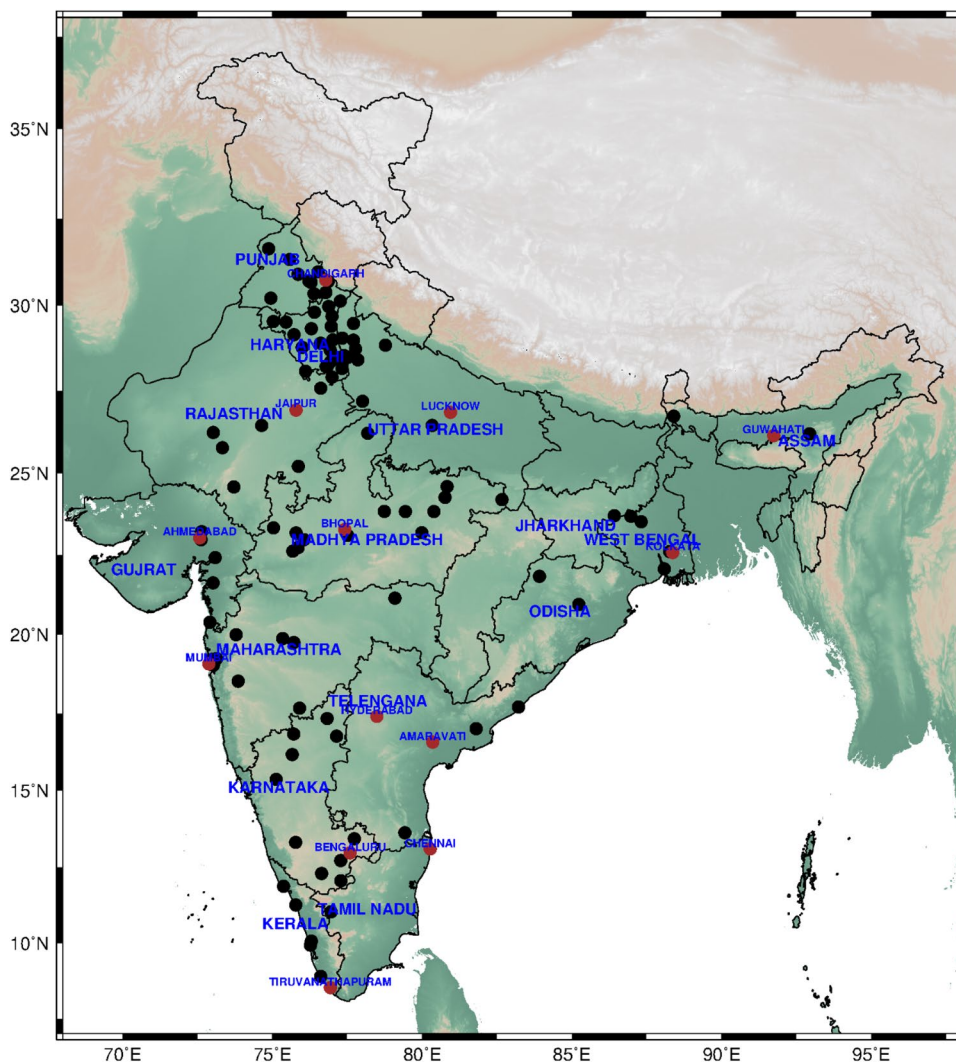 35°N
PUNJAB
CHANDIGARH
30°N
HARYANA
DELHI
JAIPUR
LUCKNOW
RAJASTHAN
UTTAR PRADESH
GUWAHATI
ASSAM
25°N
AHMEDABAD
BHOPAL
MADHYA PRADESH
JHARKHAND
WEST BENGAL
KOLKATA
GUJRAT
ODISHA
20°N
MAHARASHTRA
MUMBAI
TELENGANA
HYDERABAD
AMARAVATI
15°N
KARNATAKA
BENGALURU
CHENNAI
TAMIL NADU
KERALA
10°N
TIRUVANATHAPURAM
70°E
75°E
80°E
85°E
90°E
95°E